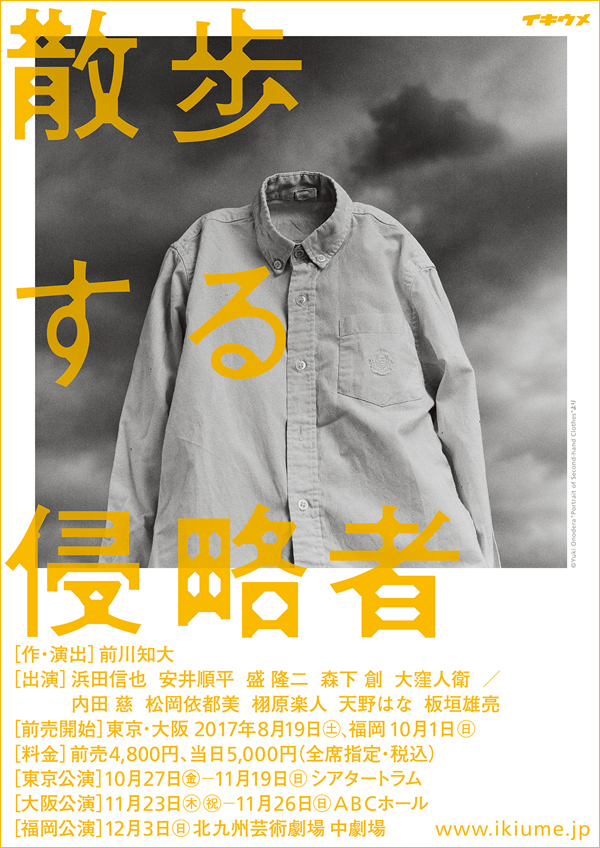 イキウメ
散歩
する
侵略者
©Yuki Onodera "Portrait of Second-hand Clothes"より
[作・演出]前川知大
[出演]浜田信也 安井順平 盛 隆二 森下 創 大窪人衛 ／
内田 慈 松岡依都美 栩原楽人 天野はな 板垣雄亮
[前売開始]東京・大阪 2017年8月19日㊏、福岡 10月1日㊐
[料金]前売4,800円、当日5,000円(全席指定・税込)
[東京公演]10月27日㊎―11月19日㊐ シアタートラム
[大阪公演]11月23日㊍㊗―11月26日㊐ ABCホール
[福岡公演]12月3日㊐ 北九州芸術劇場 中劇場
www.ikiume.jp